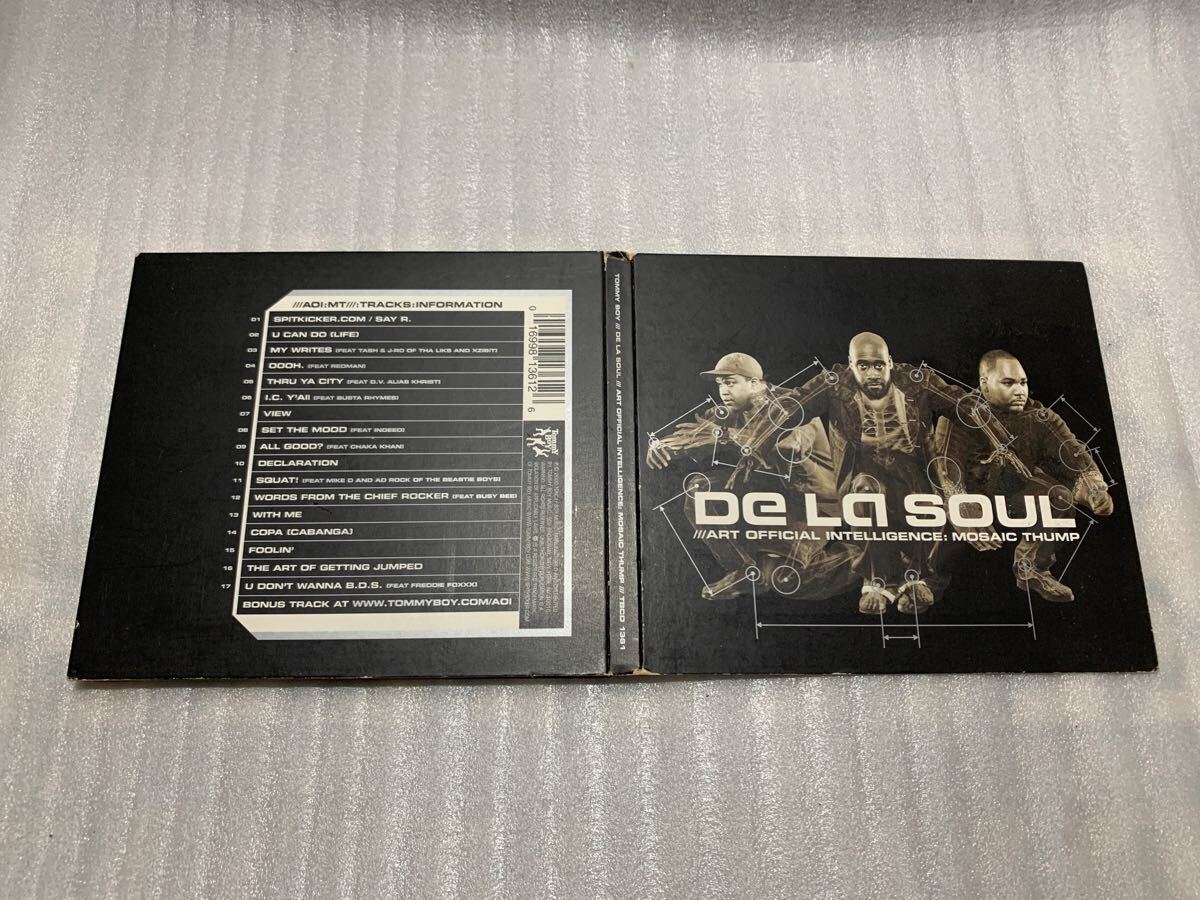 ///AOI:MT///:TRACKS:INFORMATION
01 SPITKICKER.COM / SAY R.
02 U CAN DO (LIFE)
03 MY WRITES (FEAT TASH & J-RO OF THA LIKS AND XZIBIT)
04 OOOH. (FEAT REDMAN)
05 THRU YA CITY (FEAT D.V. ALIAS KHRIST)
06 I.C. Y'All (FEAT BUSTA RHYMES)
07 VIEW
08 SET THE MOOD (FEAT INDEED)
09 ALL GOOD? (FEAT CHAKA KHAN)
10 DECLARATION
11 SQUAT! (FEAT MIKE D AND AD ROCK OF THE BEASTIE BOYS)
12 WORDS FROM THE CHIEF ROCKER (FEAT BUSY BEE)
13 WITH ME
14 COPA (CABANGA)
15 FOOLIN'
16 THE ART OF GETTING JUMPED
17 U DON'T WANNA B.D.S. (FEAT FREDDIE FOXXX)
BONUS TRACK AT WWW.TOMMYBOY.COM/AOI
0 16998 13612 6
Tommy
BOY
TOMMY BOY /// DE LA SOUL /// ART OFFICIAL INTELLIGENCE: MOSAIC THUMP /// TBCD 1361
De La SOUL
///ART OFFICIAL INTELLIGENCE: MOSAIC THUMP